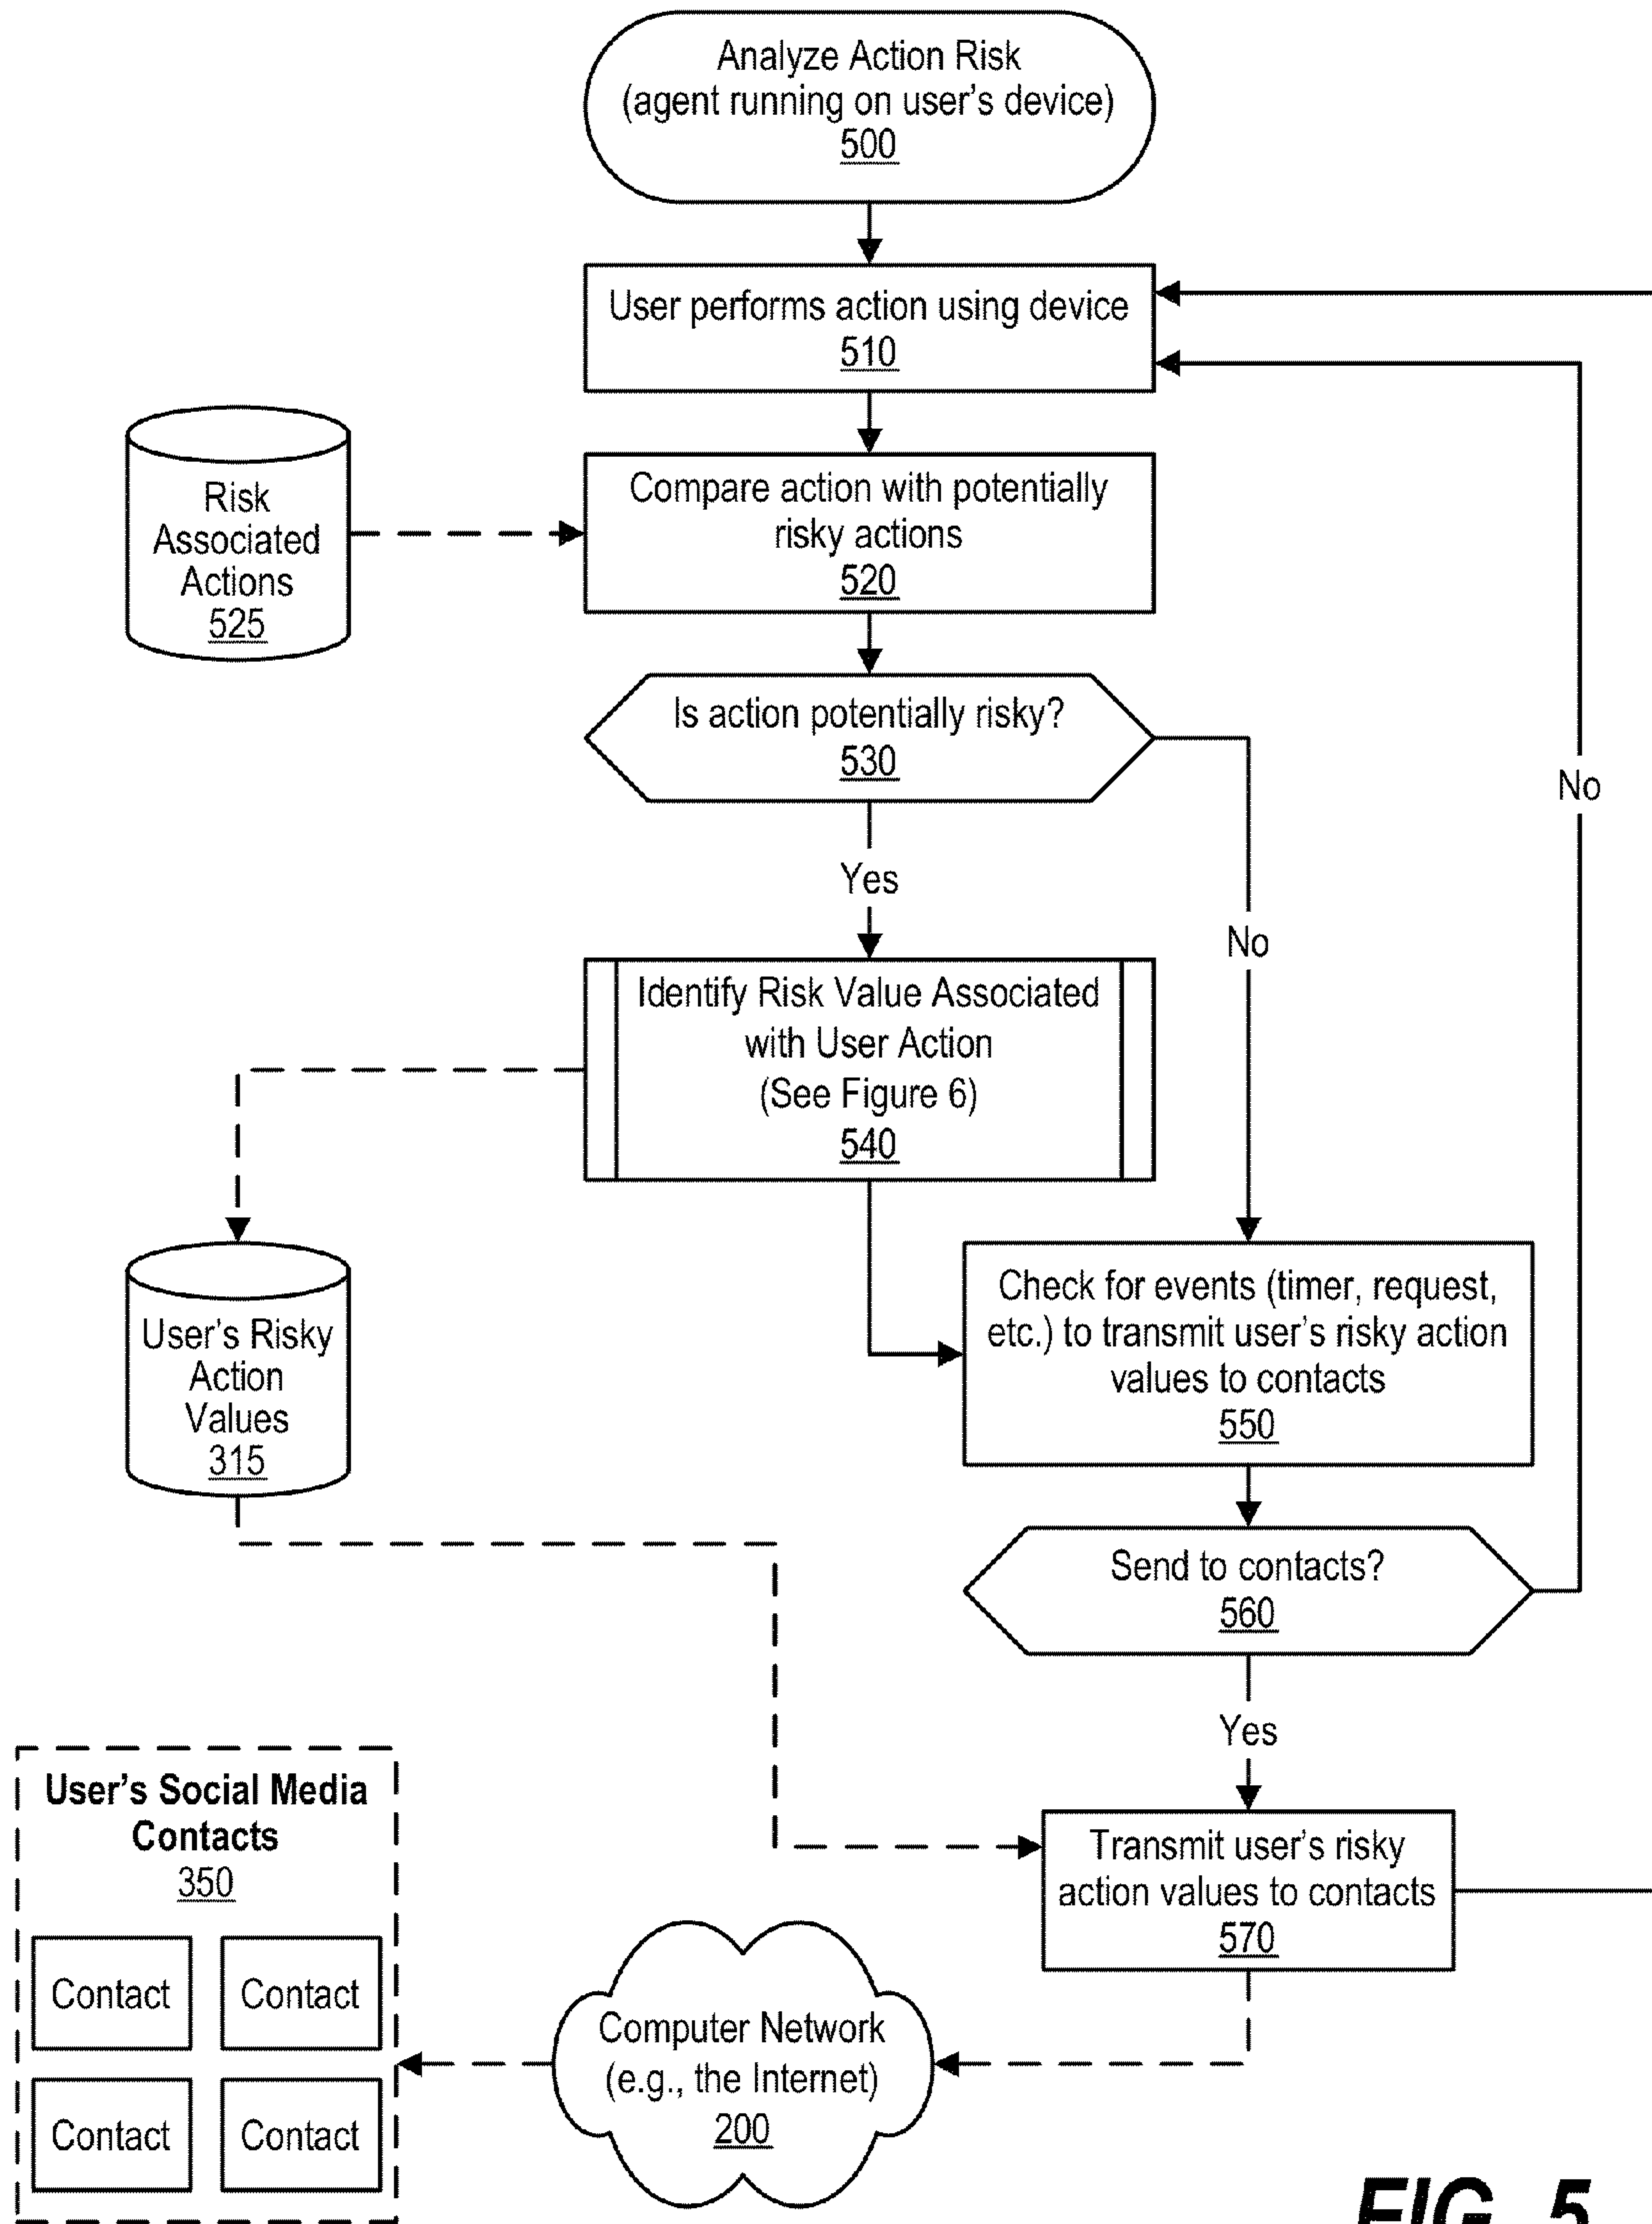 Analyze Action Risk
(agent running on user's device)
500
User performs action using device
510
Risk
Associated
Actions
525
Compare action with potentially
risky actions
520
Is action potentially risky?
530
No
Yes
No
Identify Risk Value Associated
with User Action
(See Figure 6)
540
User's Risky
Action
Values
315
Check for events (timer, request,
etc.) to transmit user's risky action
values to contacts
550
Send to contacts?
560
Yes
User's Social Media
Contacts
350
Transmit user's risky
action values to contacts
570
Contact
Contact
Contact
Contact
Computer Network
(e.g., the Internet)
200
FIG. 5